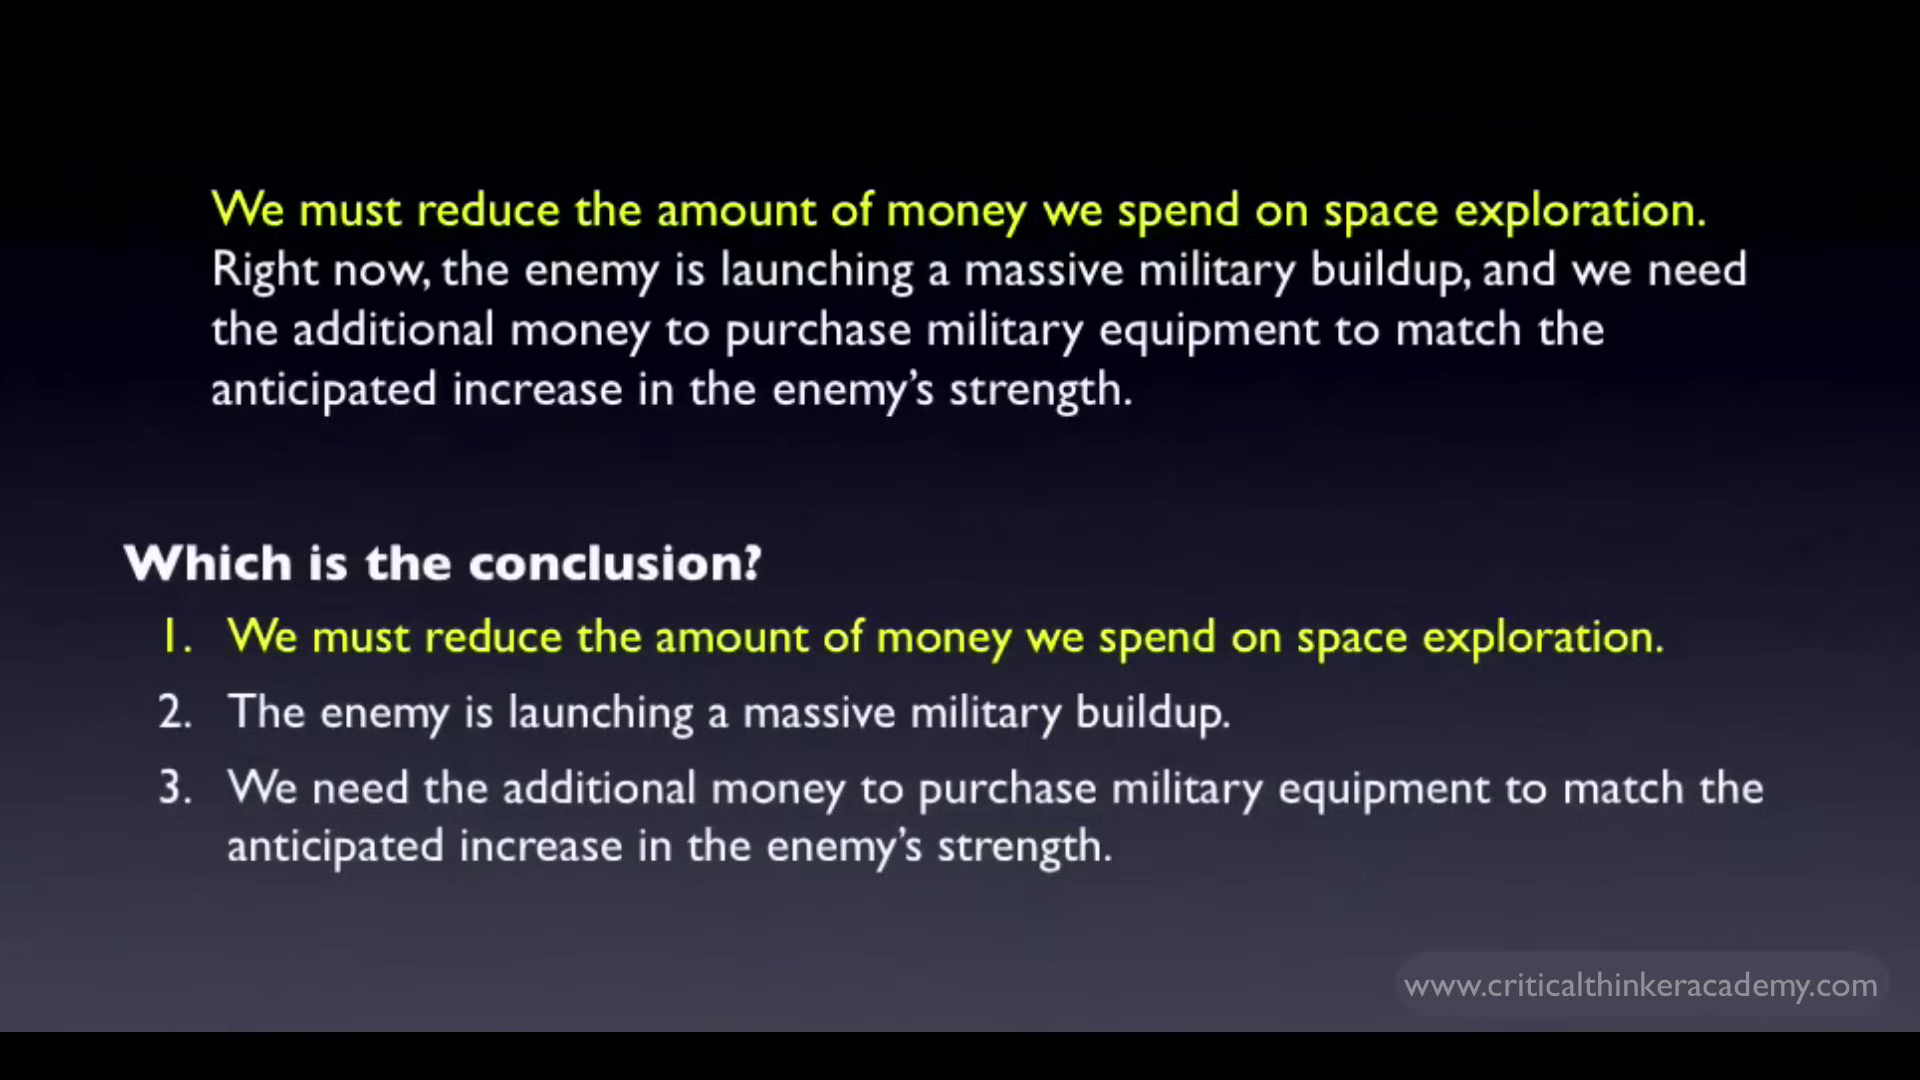 We must reduce the amount of money we spend on space exploration.
Right now, the enemy is launching a massive military buildup, and we need
the additional money to purchase military equipment to match the
anticipated increase in the enemy’s strength.
Which is the conclusion?
1. We must reduce the amount of money we spend on space exploration.
2. The enemy is launching a massive military buildup.
3. We need the additional money to purchase military equipment to match the
anticipated increase in the enemy’s strength.
www.criticalthinkeracademy.com